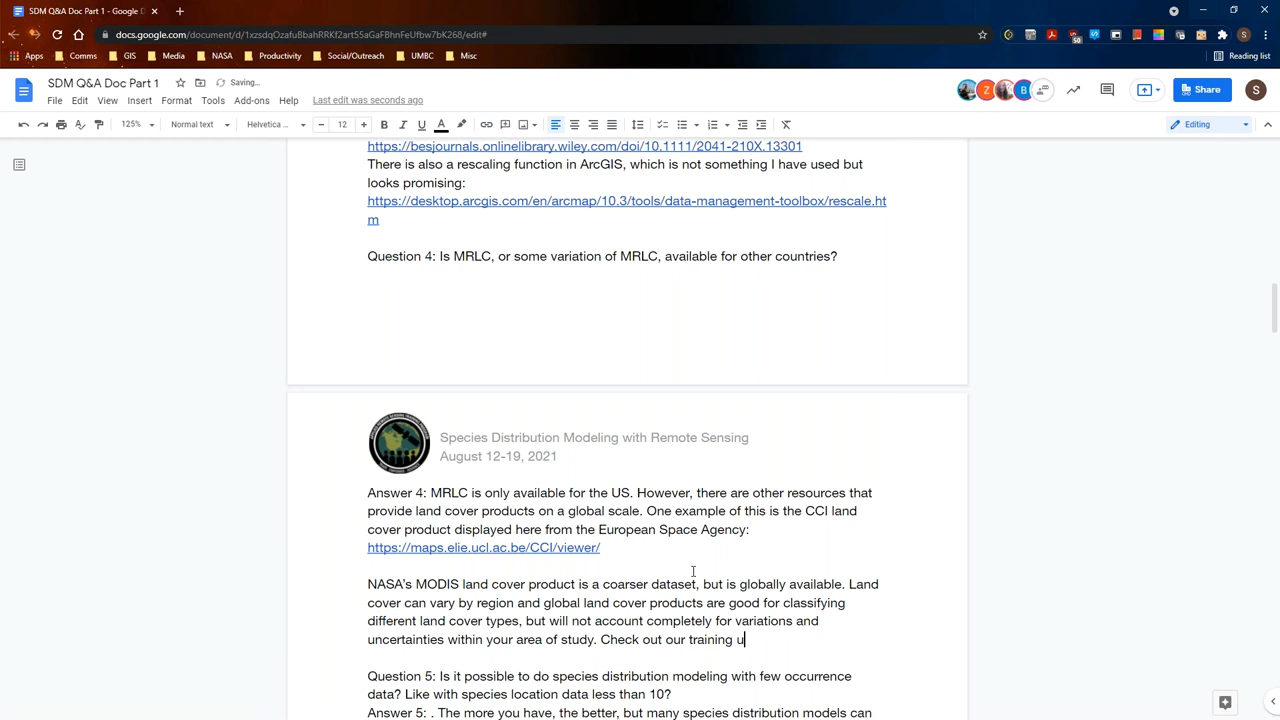 SDM Q&A Doc Part 1 - Google D
docs.google.com/document/d/1xzsdqOzafuBbahRRKf2art55aGaFBhnFeUfbw7bK268/edit#
Apps Comms GIS Media NASA Productivity Social/Outreach UMBC Misc Reading list
SDM Q&A Doc Part 1 Saving...
File Edit View Insert Format Tools Add-ons Help Last edit was seconds ago
Z B Share S
125% Normal text Helvetica ... 12 B I U A Editing
https://besjournals.onlinelibrary.wiley.com/doi/10.1111/2041-210X.13301
There is also a rescaling function in ArcGIS, which is not something I have used but
looks promising:
https://desktop.arcgis.com/en/arcmap/10.3/tools/data-management-toolbox/rescale.ht
m
Question 4: Is MRLC, or some variation of MRLC, available for other countries?
Species Distribution Modeling with Remote Sensing
August 12-19, 2021
Answer 4: MRLC is only available for the US. However, there are other resources that
provide land cover products on a global scale. One example of this is the CCI land
cover product displayed here from the European Space Agency:
https://maps.elie.ucl.ac.be/CCI/viewer/
NASA's MODIS land cover product is a coarser dataset, but is globally available. Land
cover can vary by region and global land cover products are good for classifying
different land cover types, but will not account completely for variations and
uncertainties within your area of study. Check out our training u
Question 5: Is it possible to do species distribution modeling with few occurrence
data? Like with species location data less than 10?
Answer 5: . The more you have, the better, but many species distribution models can